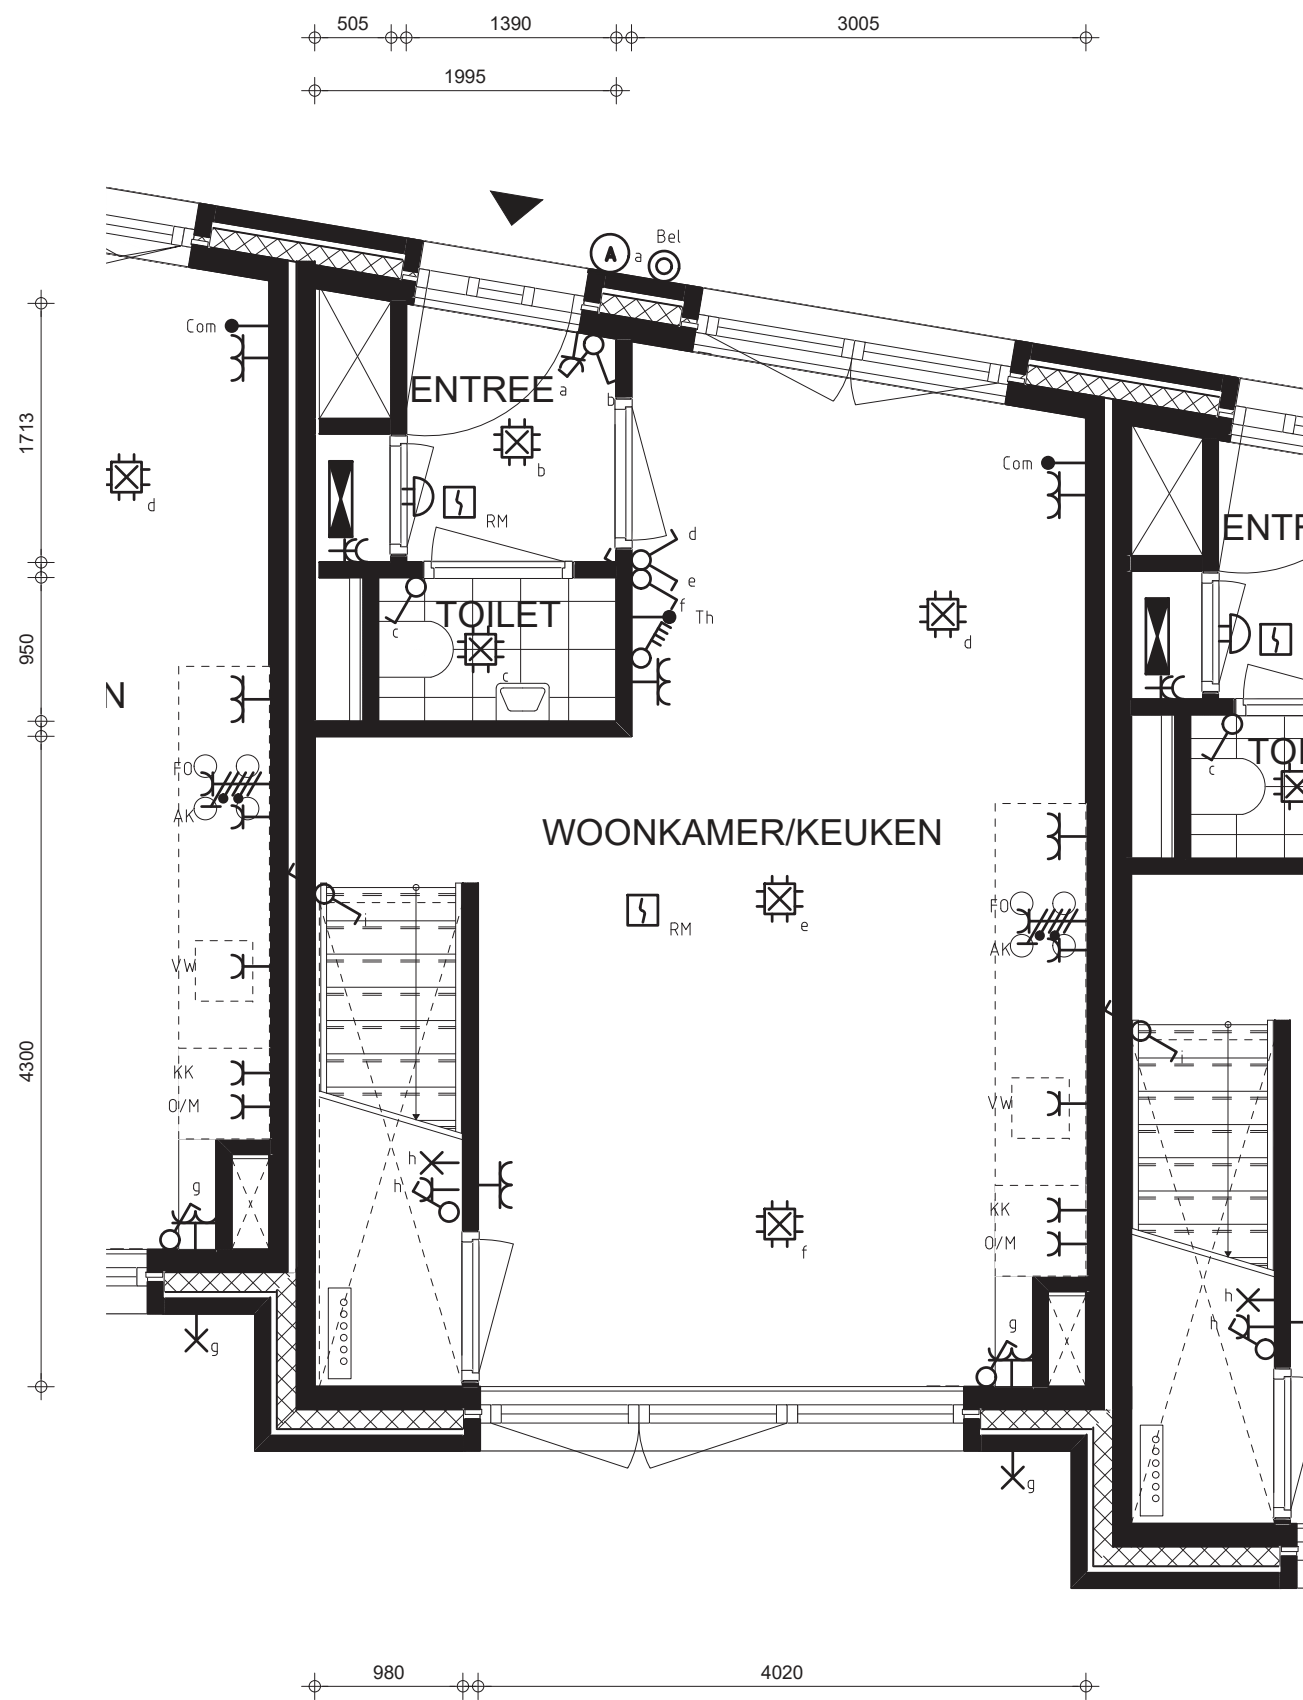 505
1390
3005
1995
Bel
A
a
Com
ENTREE
a
b
1713
b
d
Com
RM
ENTR
d
e
f
Th
TOILET
c
950
c
d
N
TOI
c
FO
AK
WOONKAMER/KEUKEN
FO
AK
RM
e
i
VW
4300
KK
O/M
i
VW
h
h
g
KK
O/M
f
g
h
h
g
g
980
4020